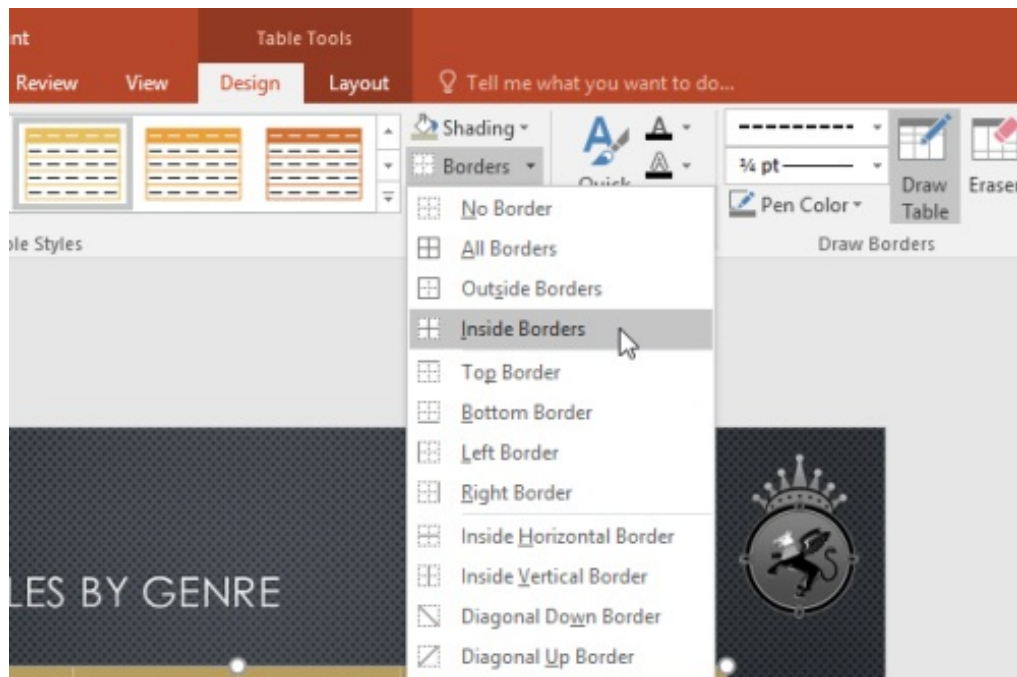 nt
Table Tools
Review View Design Layout Tell me what you want to do...
Shading
Borders
Quick
¾ pt
Pen Color
Draw
Table
Eraser
ble Styles
Draw Borders
No Border
All Borders
Outside Borders
Inside Borders
Top Border
Bottom Border
Left Border
Right Border
Inside Horizontal Border
Inside Vertical Border
Diagonal Down Border
Diagonal Up Border
LES BY GENRE